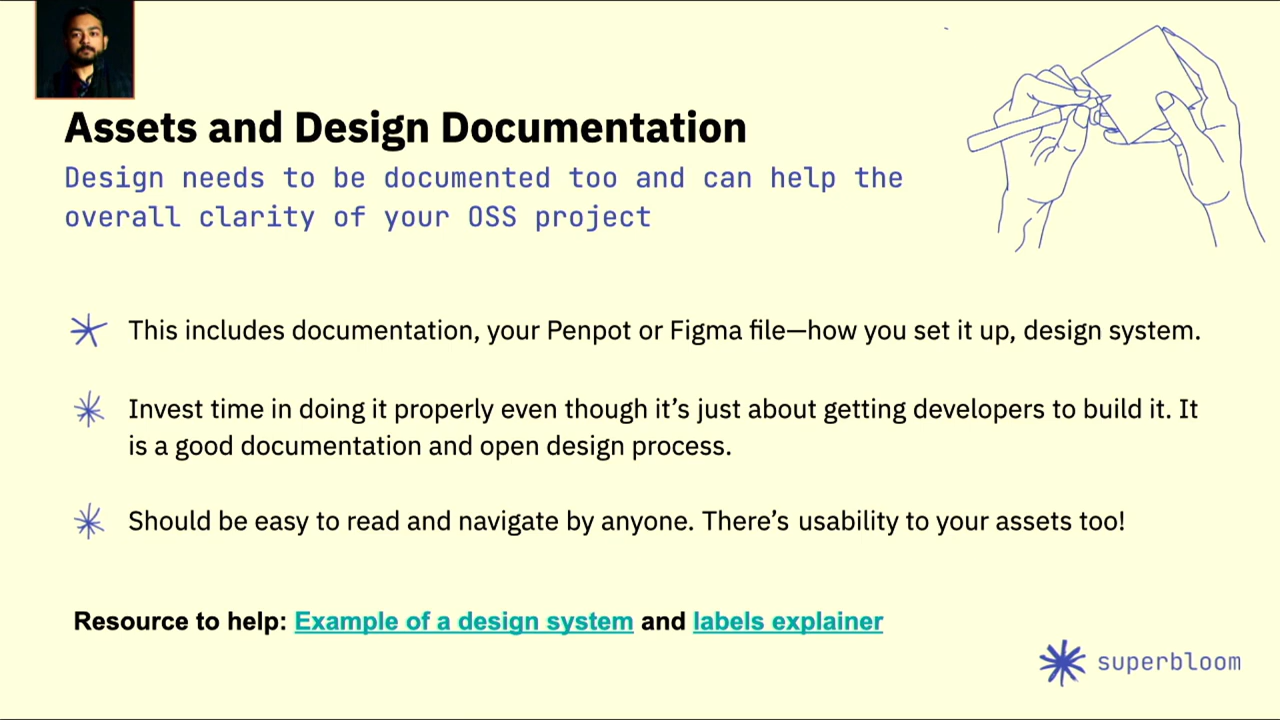 Assets and Design Documentation
Design needs to be documented too and can help the
overall clarity of your OSS project
This includes documentation, your Penpot or Figma file—how you set it up, design system.
Invest time in doing it properly even though it’s just about getting developers to build it. It
is a good documentation and open design process.
Should be easy to read and navigate by anyone. There’s usability to your assets too!
Resource to help: Example of a design system and labels explainer
superbloom